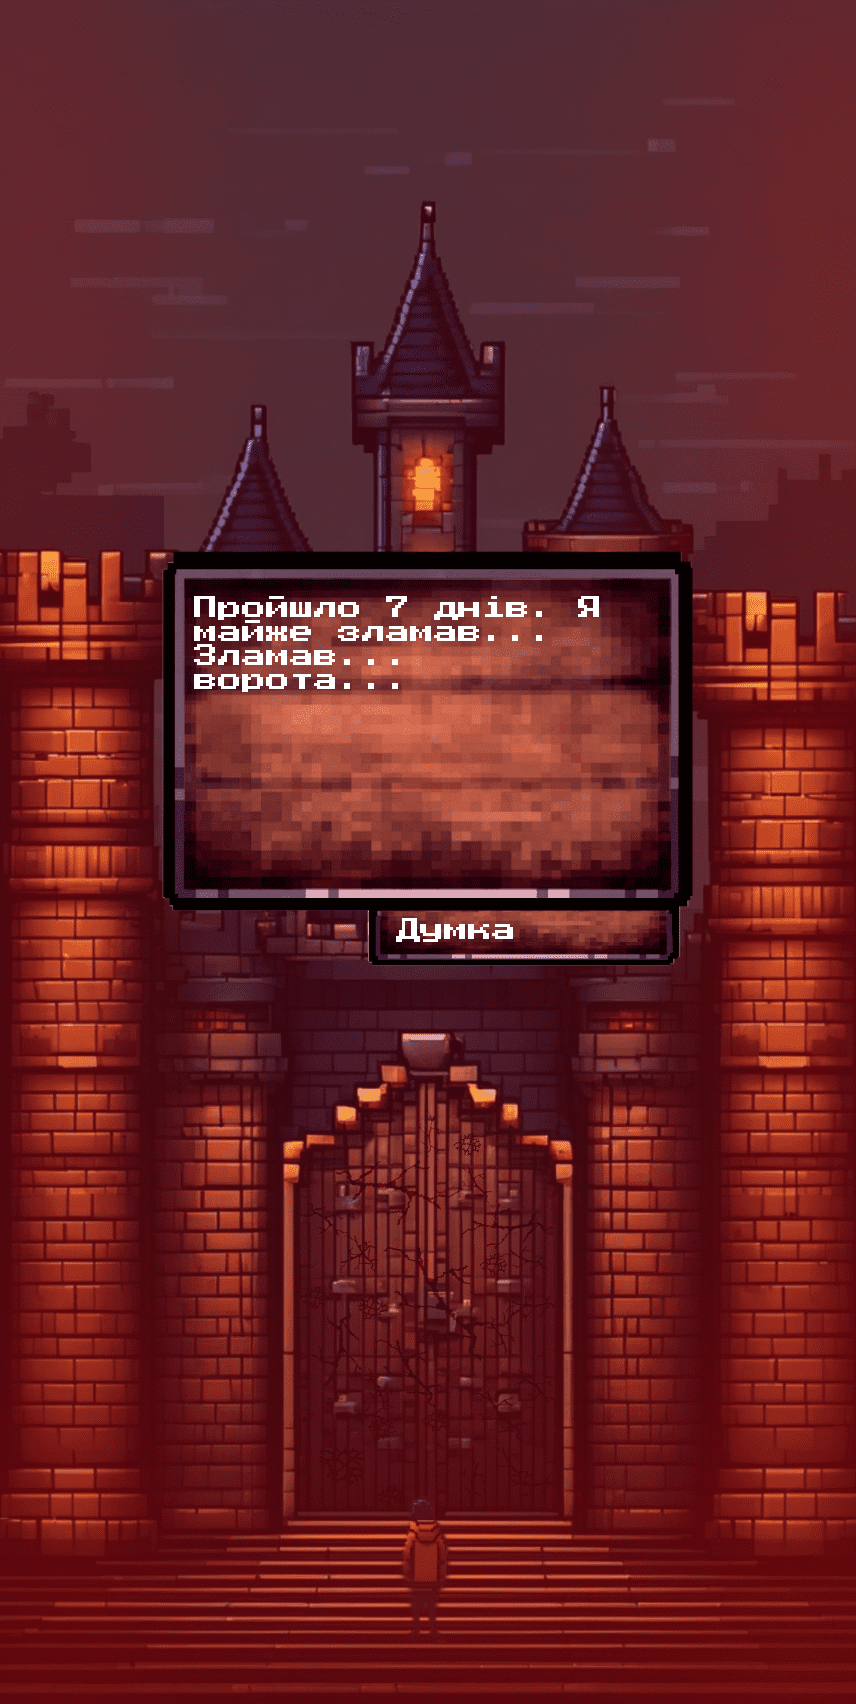 Пройшло 7 днів. Я
майже зламав...
Зламав...
ворота...
Думка